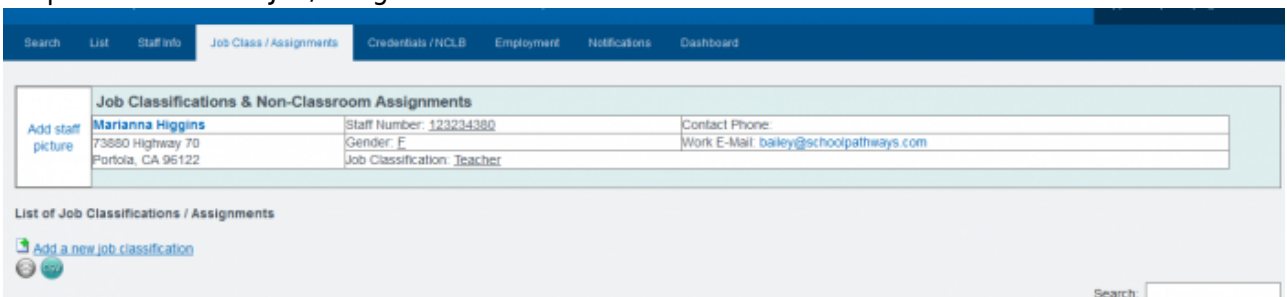 Search List Staff Info Job Class / Assignments Credentials / NCLB Employment Notifications Dashboard
Job Classifications & Non-Classroom Assignments
Add staff picture
Marianna Higgins Staff Number: 123234380 Contact Phone:
73880 Highway 70 Gender: F Work E-Mail: bailey@schoolpathways.com
Portola, CA 96122 Job Classification: Teacher
List of Job Classifications / Assignments
Add a new job classification
Search: